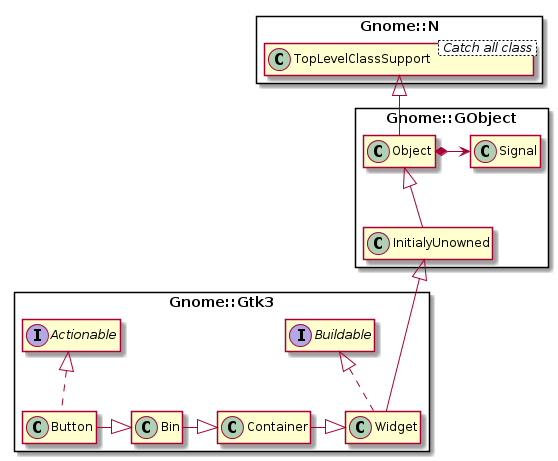 Gnome::N
Catch all class
C TopLevelClassSupport
Gnome::GObject
C Object
C Signal
C InitialyUnowned
Gnome::Gtk3
I Actionable
I Buildable
C Button
C Bin
C Container
C Widget